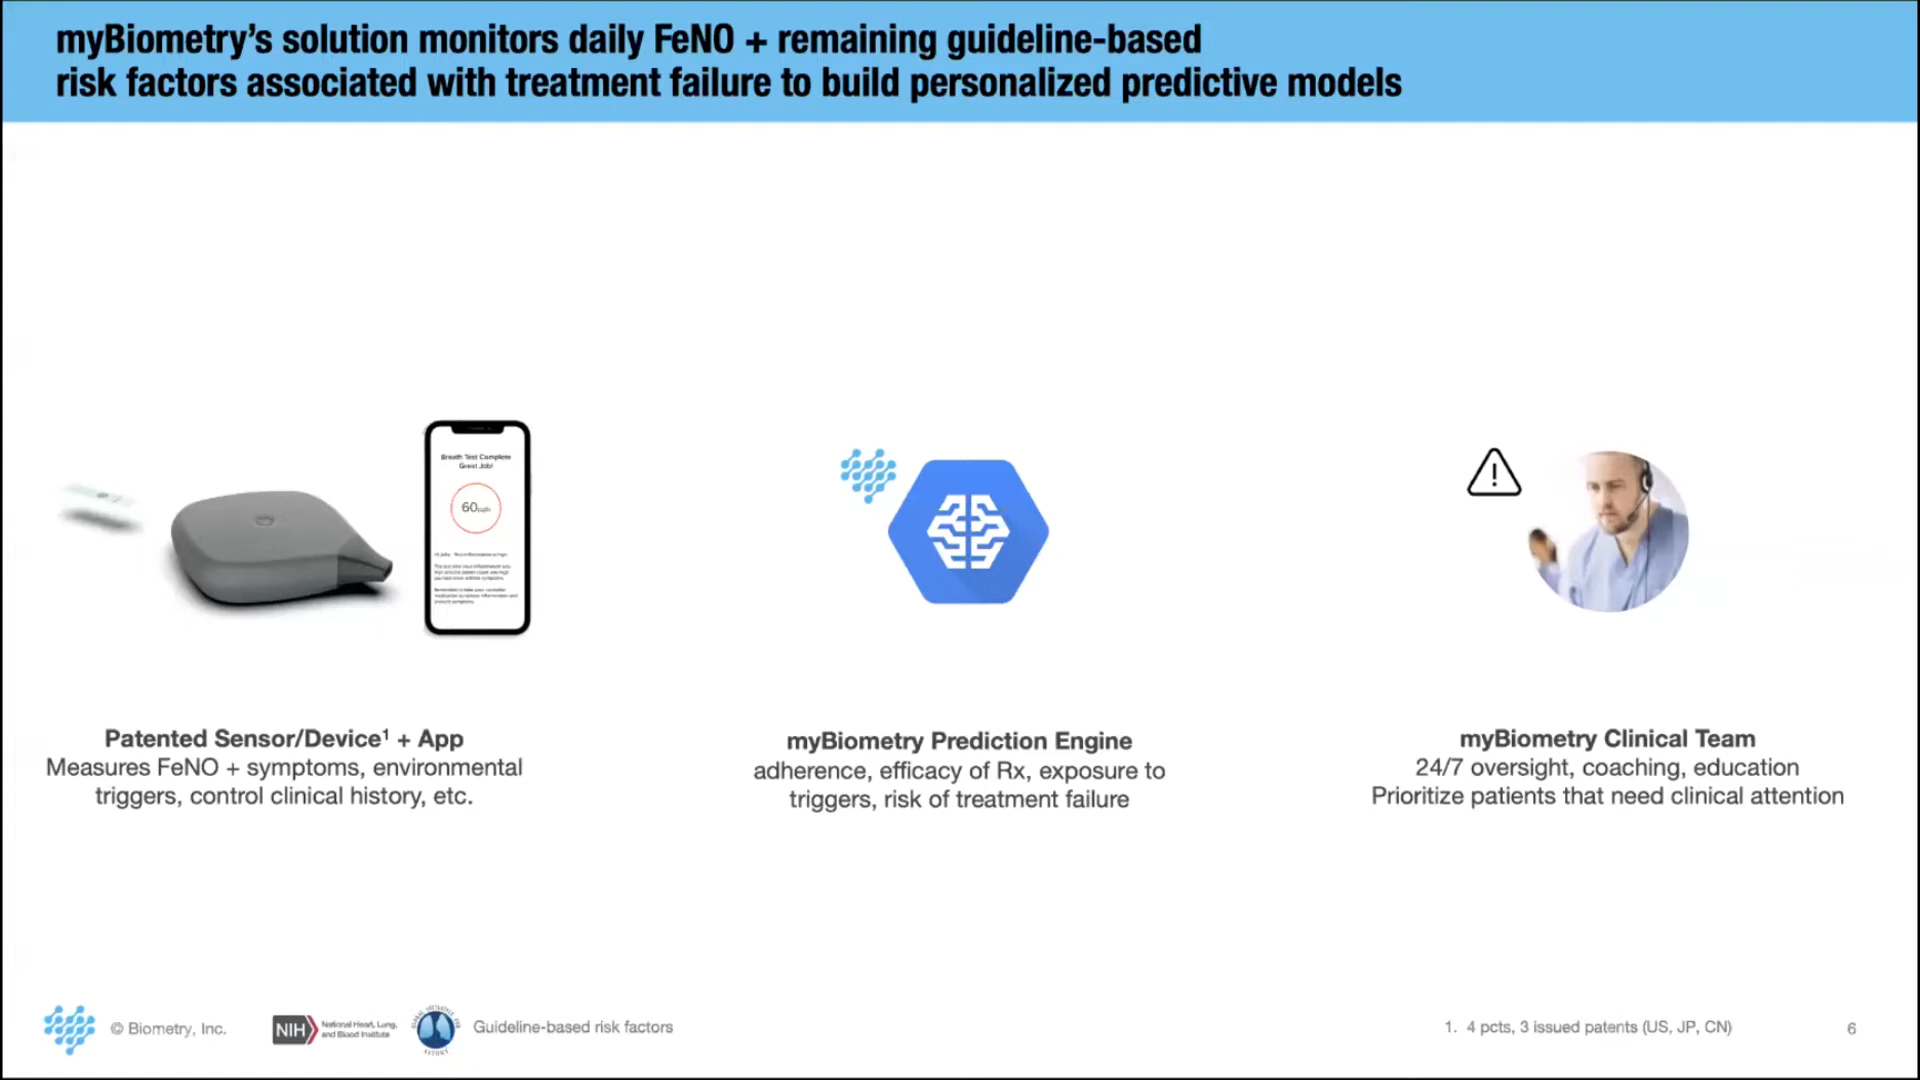 myBiometry’s solution monitors daily FeNO + remaining guideline-based
risk factors associated with treatment failure to build personalized predictive models
Breath Test Complete
Great Job!
60ppb
Patented Sensor/Device¹ + App
Measures FeNO + symptoms, environmental
triggers, control clinical history, etc.
myBiometry Prediction Engine
adherence, efficacy of Rx, exposure to
triggers, risk of treatment failure
myBiometry Clinical Team
24/7 oversight, coaching, education
Prioritize patients that need clinical attention
© Biometry, Inc.
NIH
National Heart, Lung,
and Blood Institute
Guideline-based risk factors
1. 4 pcts, 3 issued patents (US, JP, CN)
6